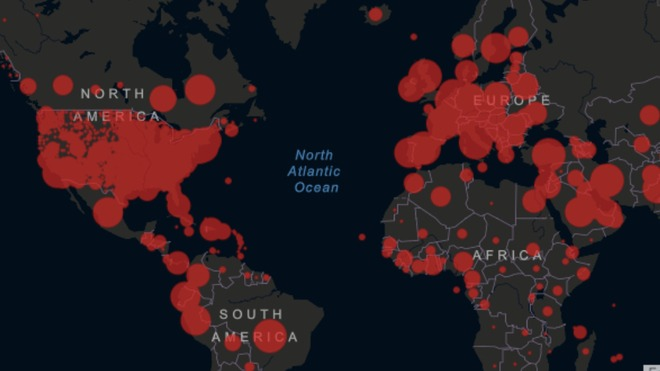 NORTH
AMERICA
EUROPE
North
Atlantic
Ocean
AFRICA
SOUTH
AMERICA